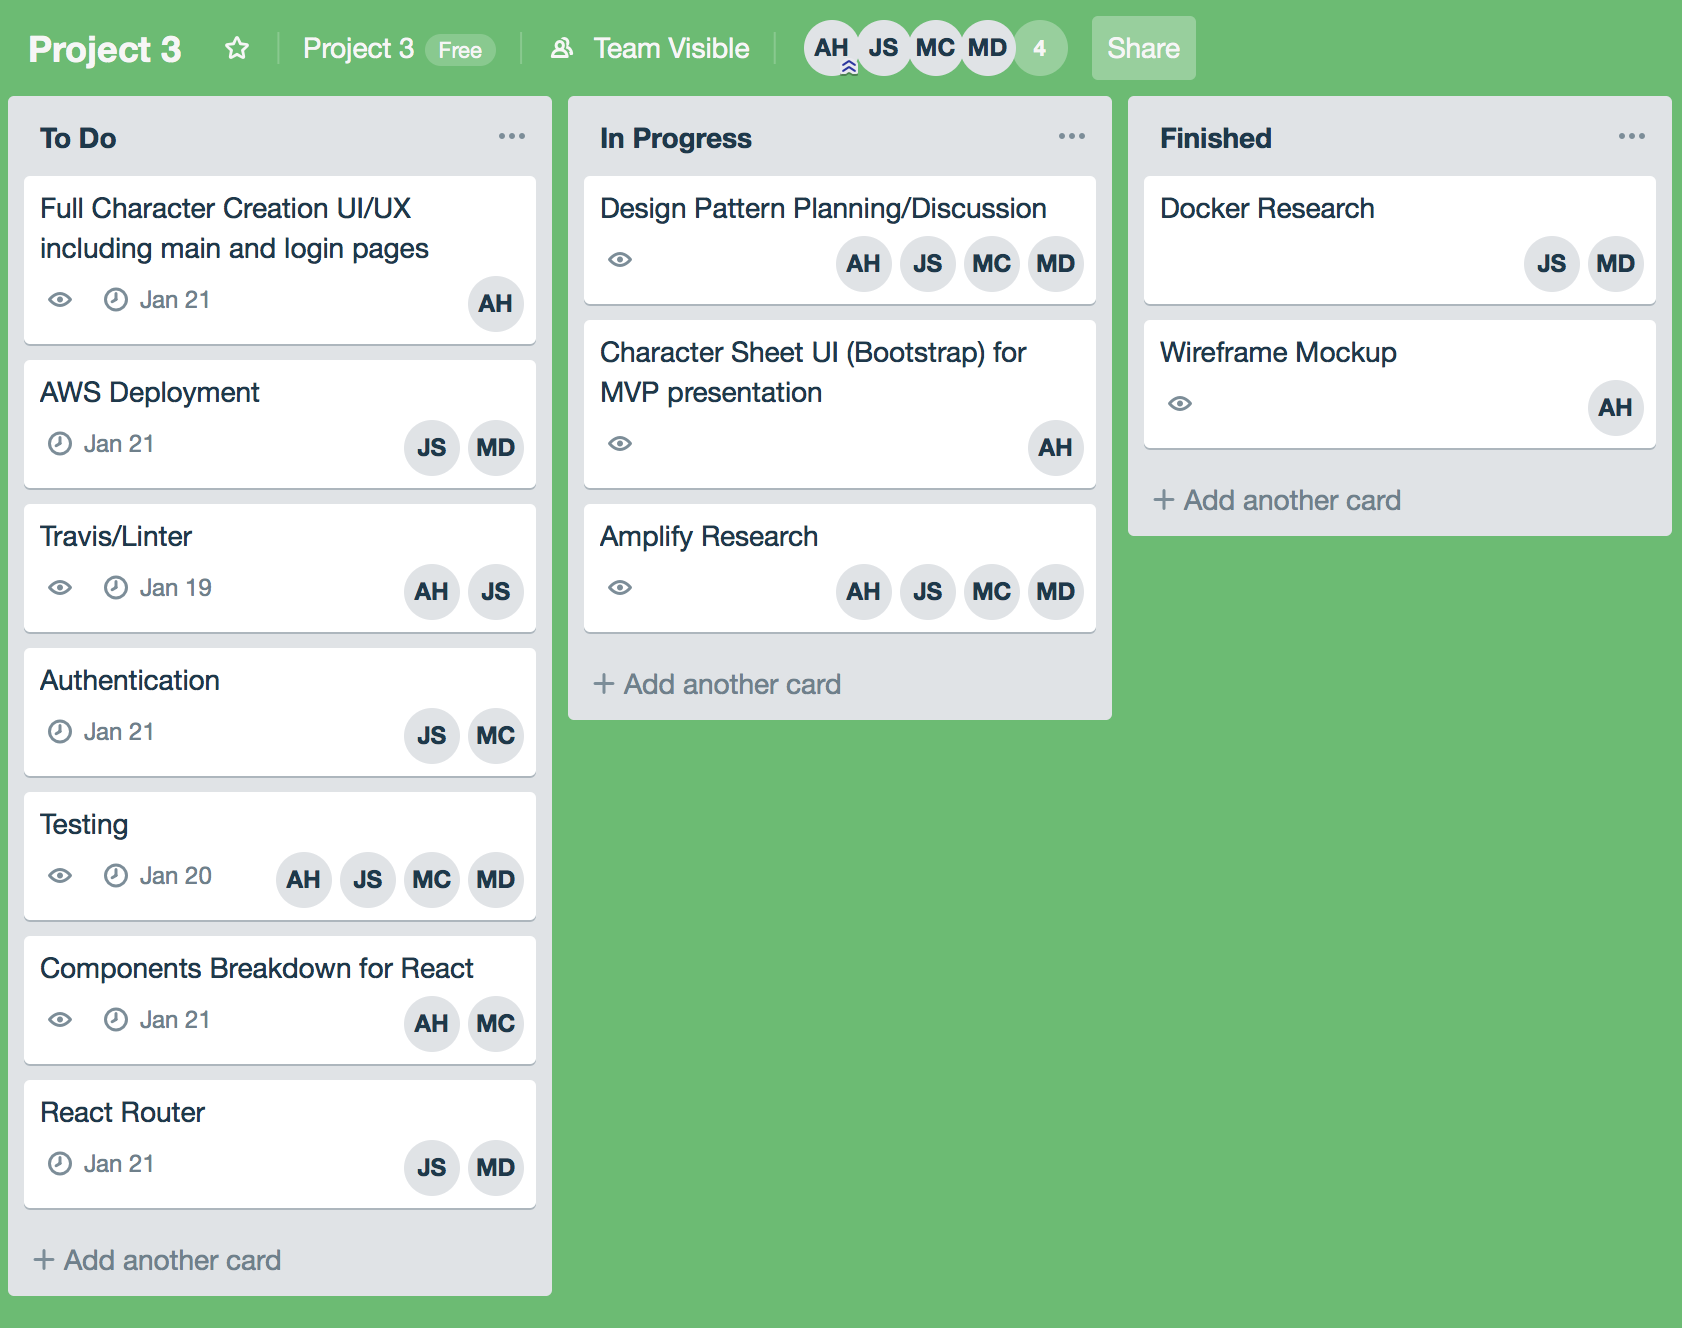 Project 3
Project 3 Free
Team Visible
AH JS MC MD 4
Share
To Do
Full Character Creation UI/UX
including main and login pages
Jan 21
AH
AWS Deployment
Jan 21
JS MD
Travis/Linter
Jan 19
AH JS
Authentication
Jan 21
JS MC
Testing
Jan 20
AH JS MC MD
Components Breakdown for React
Jan 21
AH MC
React Router
Jan 21
JS MD
+ Add another card
In Progress
Design Pattern Planning/Discussion
AH JS MC MD
Character Sheet UI (Bootstrap) for
MVP presentation
AH
Amplify Research
AH JS MC MD
+ Add another card
Finished
Docker Research
JS MD
Wireframe Mockup
AH
+ Add another card